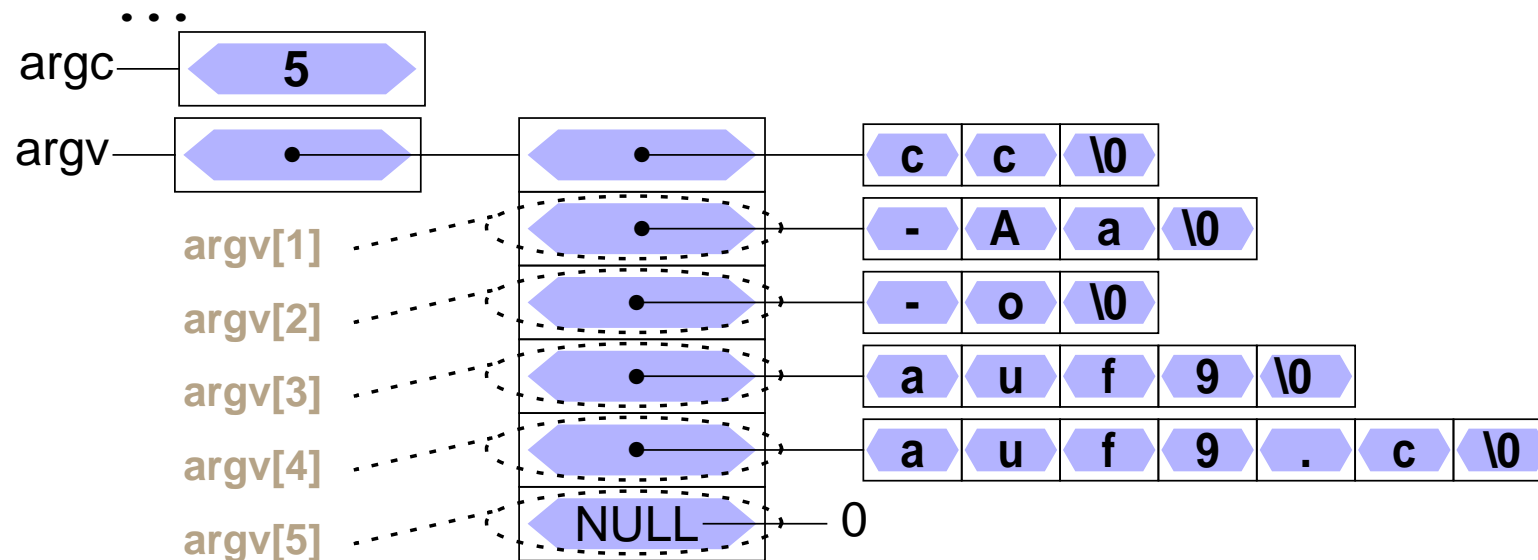 ...
argc 5
argv c c \0
argv[1] - A a \0
argv[2] - o \0
argv[3] a u f 9 \0
argv[4] a u f 9 . c \0
argv[5] NULL 0